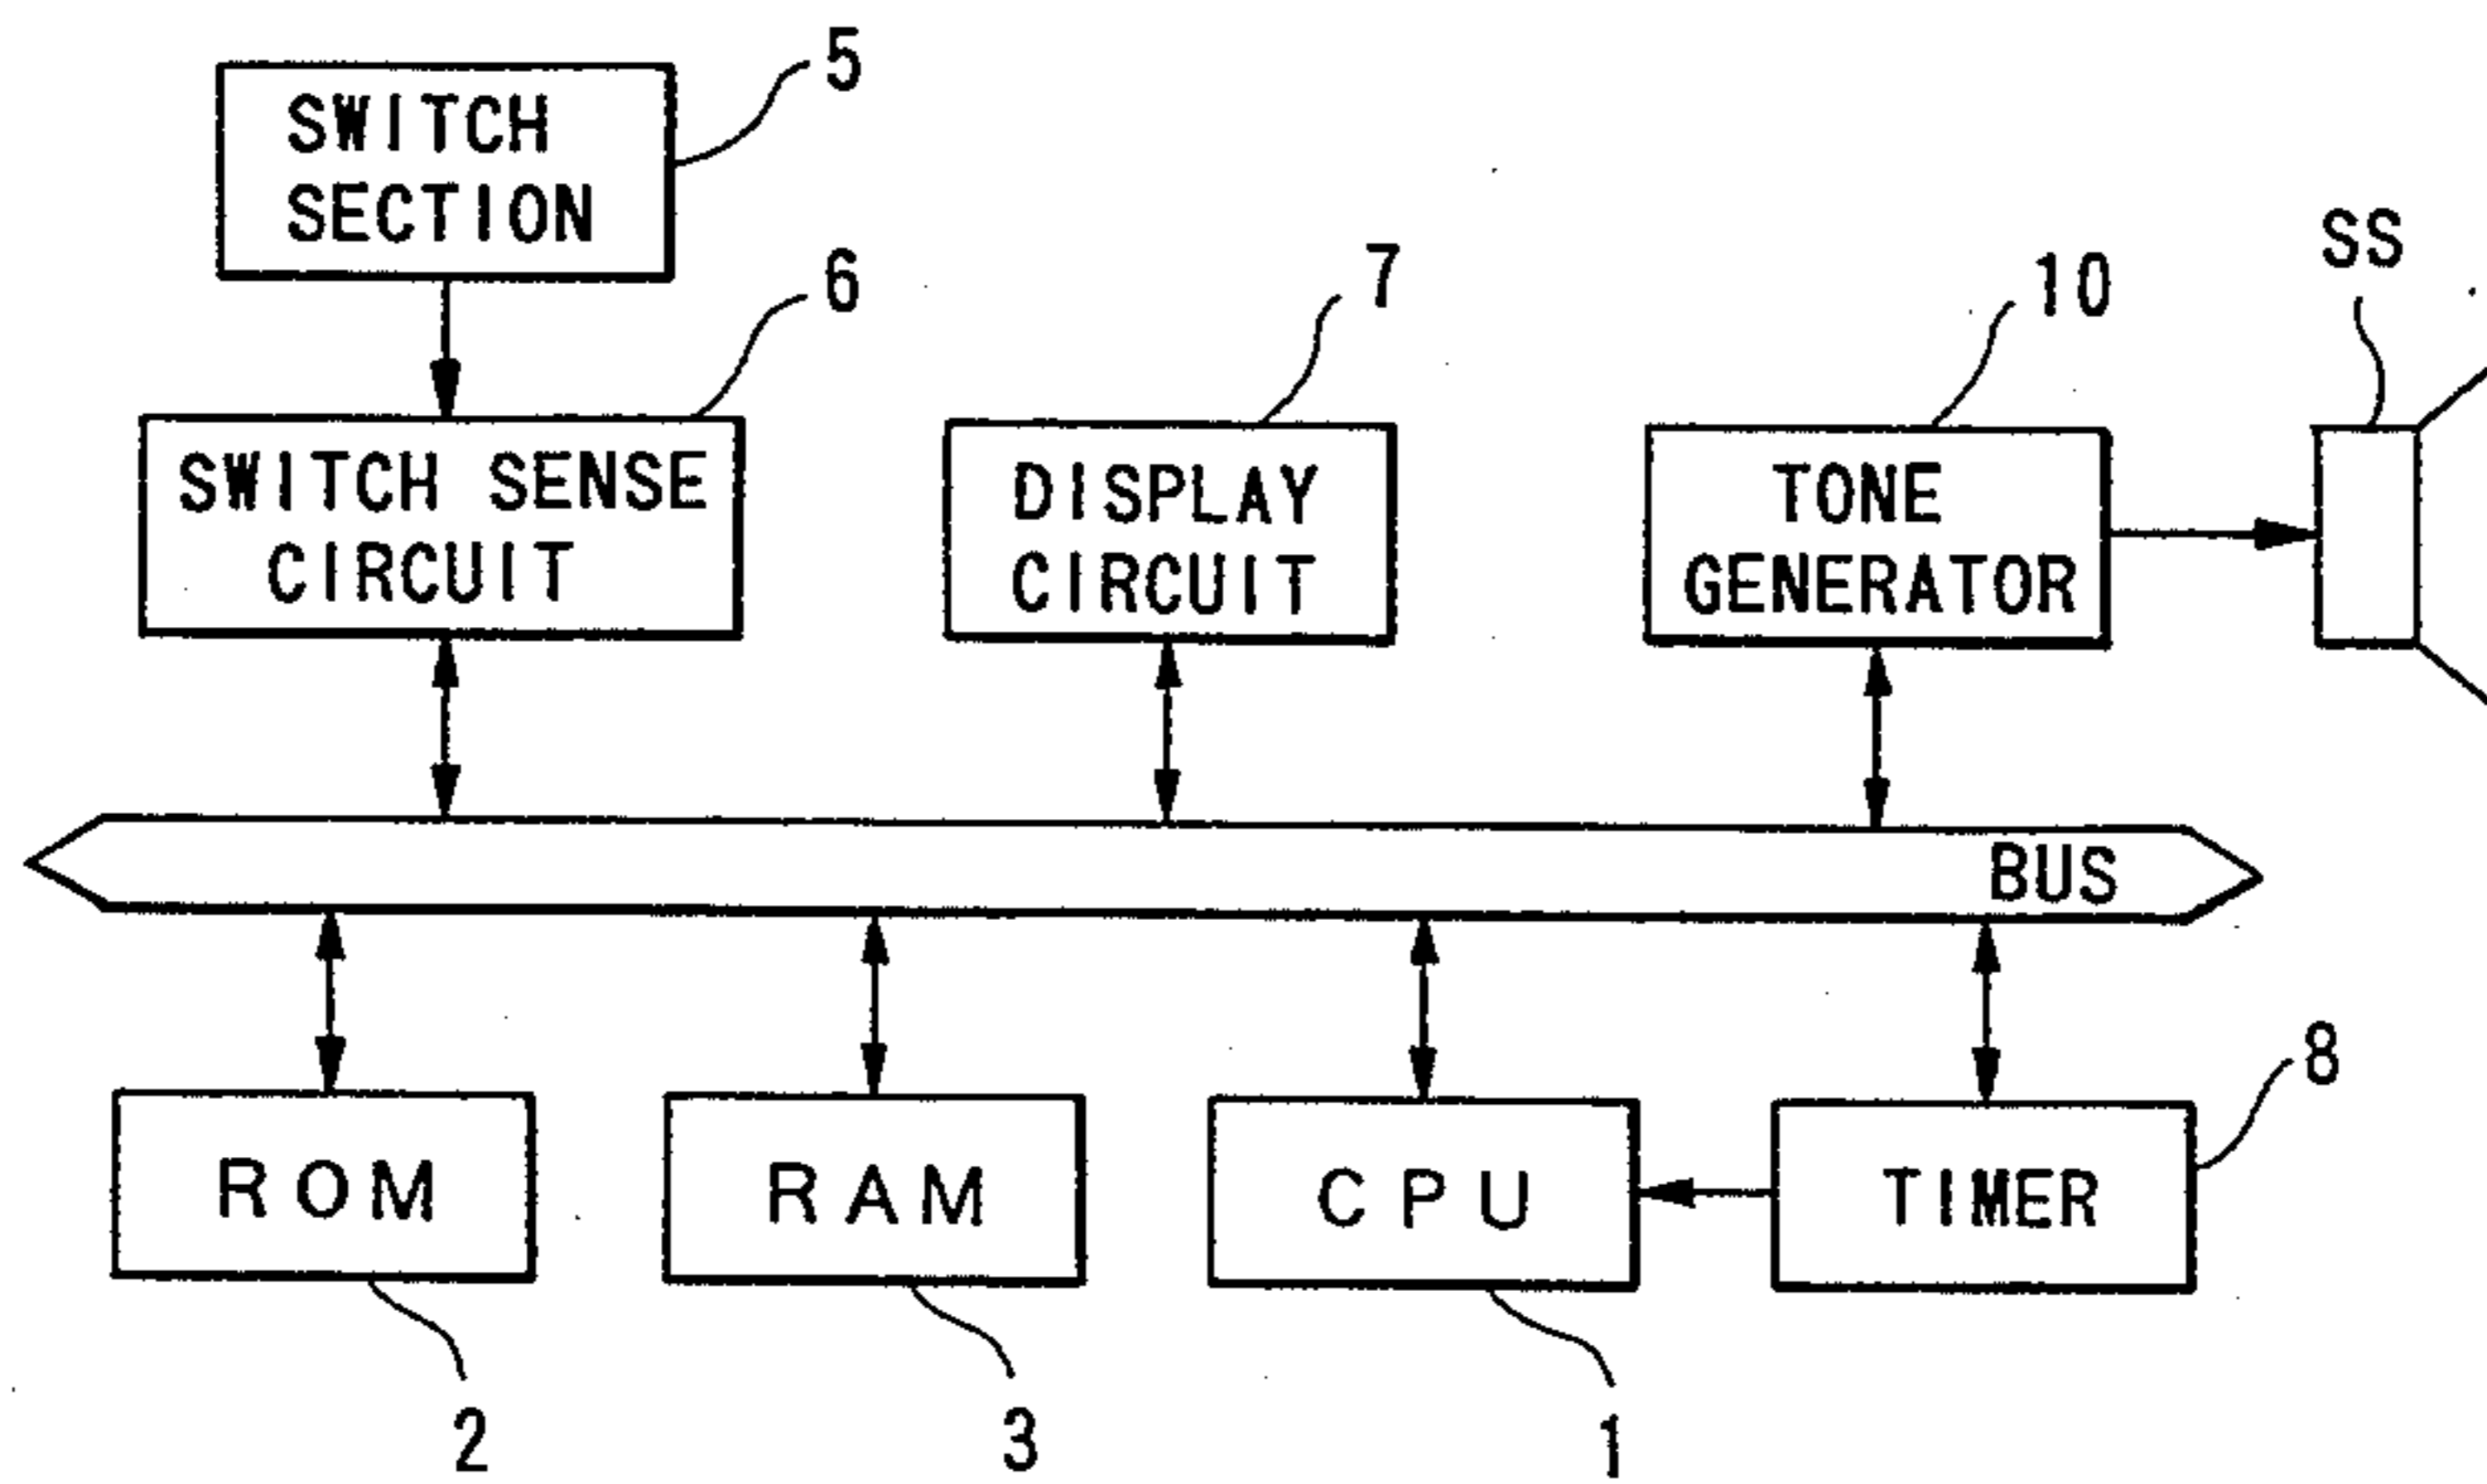 5
SWITCH
SECTION
6
7
10
SS
SWITCH SENSE
CIRCUIT
DISPLAY
CIRCUIT
TONE
GENERATOR
BUS
8
ROM
RAM
CPU
TIMER
2
3
1